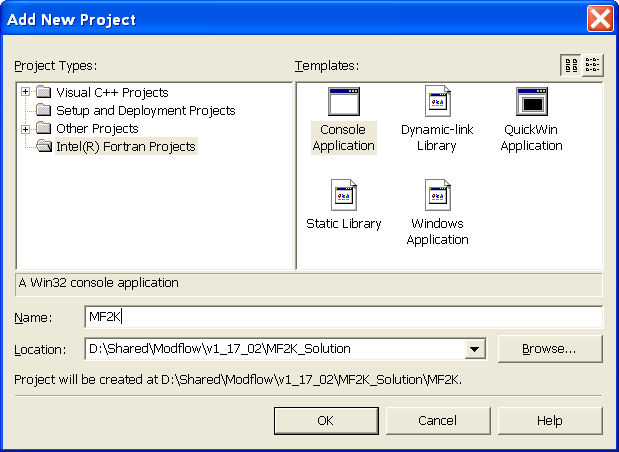 Add New Project
Project Types:
Templates:
Visual C++ Projects
Setup and Deployment Projects
Other Projects
Intel(R) Fortran Projects
Console Application
Dynamic-link Library
QuickWin Application
Static Library
Windows Application
A Win32 console application
Name:
MF2K
Location:
D:\Shared\Modflow\v1_17_02\MF2K_Solution
Browse...
Project will be created at D:\Shared\Modflow\v1_17_02\MF2K_Solution\MF2K.
OK
Cancel
Help